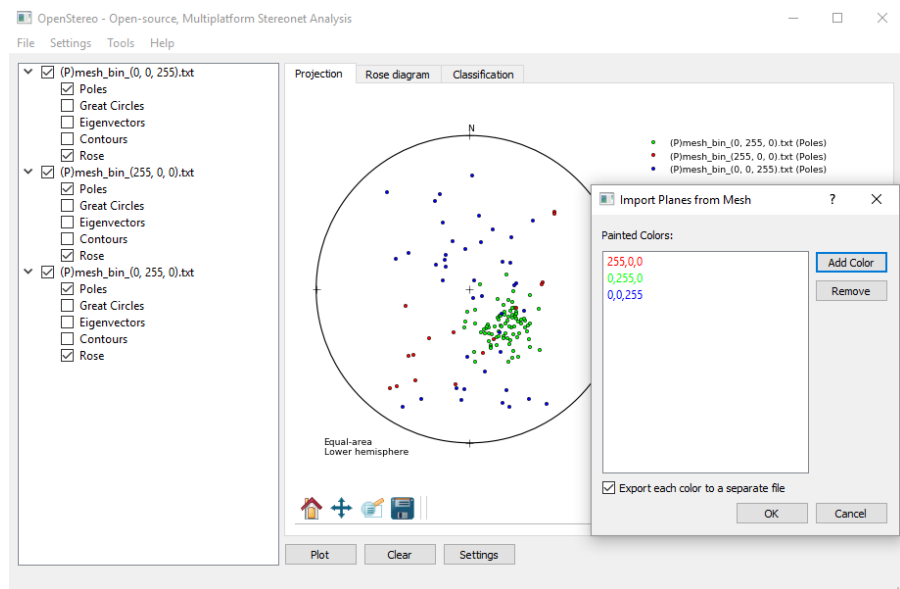 OpenStereo - Open-source, Multiplatform Stereonet Analysis
File Settings Tools Help
(P)mesh_bin_(0, 0, 255).txt
Poles
Great Circles
Eigenvectors
Contours
Rose
(P)mesh_bin_(255, 0, 0).txt
Poles
Great Circles
Eigenvectors
Contours
Rose
(P)mesh_bin_(0, 255, 0).txt
Poles
Great Circles
Eigenvectors
Contours
Rose
Projection Rose diagram Classification
N
(P)mesh_bin_(0, 255, 0).txt (Poles)
(P)mesh_bin_(255, 0, 0).txt (Poles)
(P)mesh_bin_(0, 0, 255).txt (Poles)
Equal-area
Lower hemisphere
Plot Clear Settings
Import Planes from Mesh ?
Painted Colors:
255,0,0
0,255,0
0,0,255
Add Color
Remove
Export each color to a separate file
OK Cancel